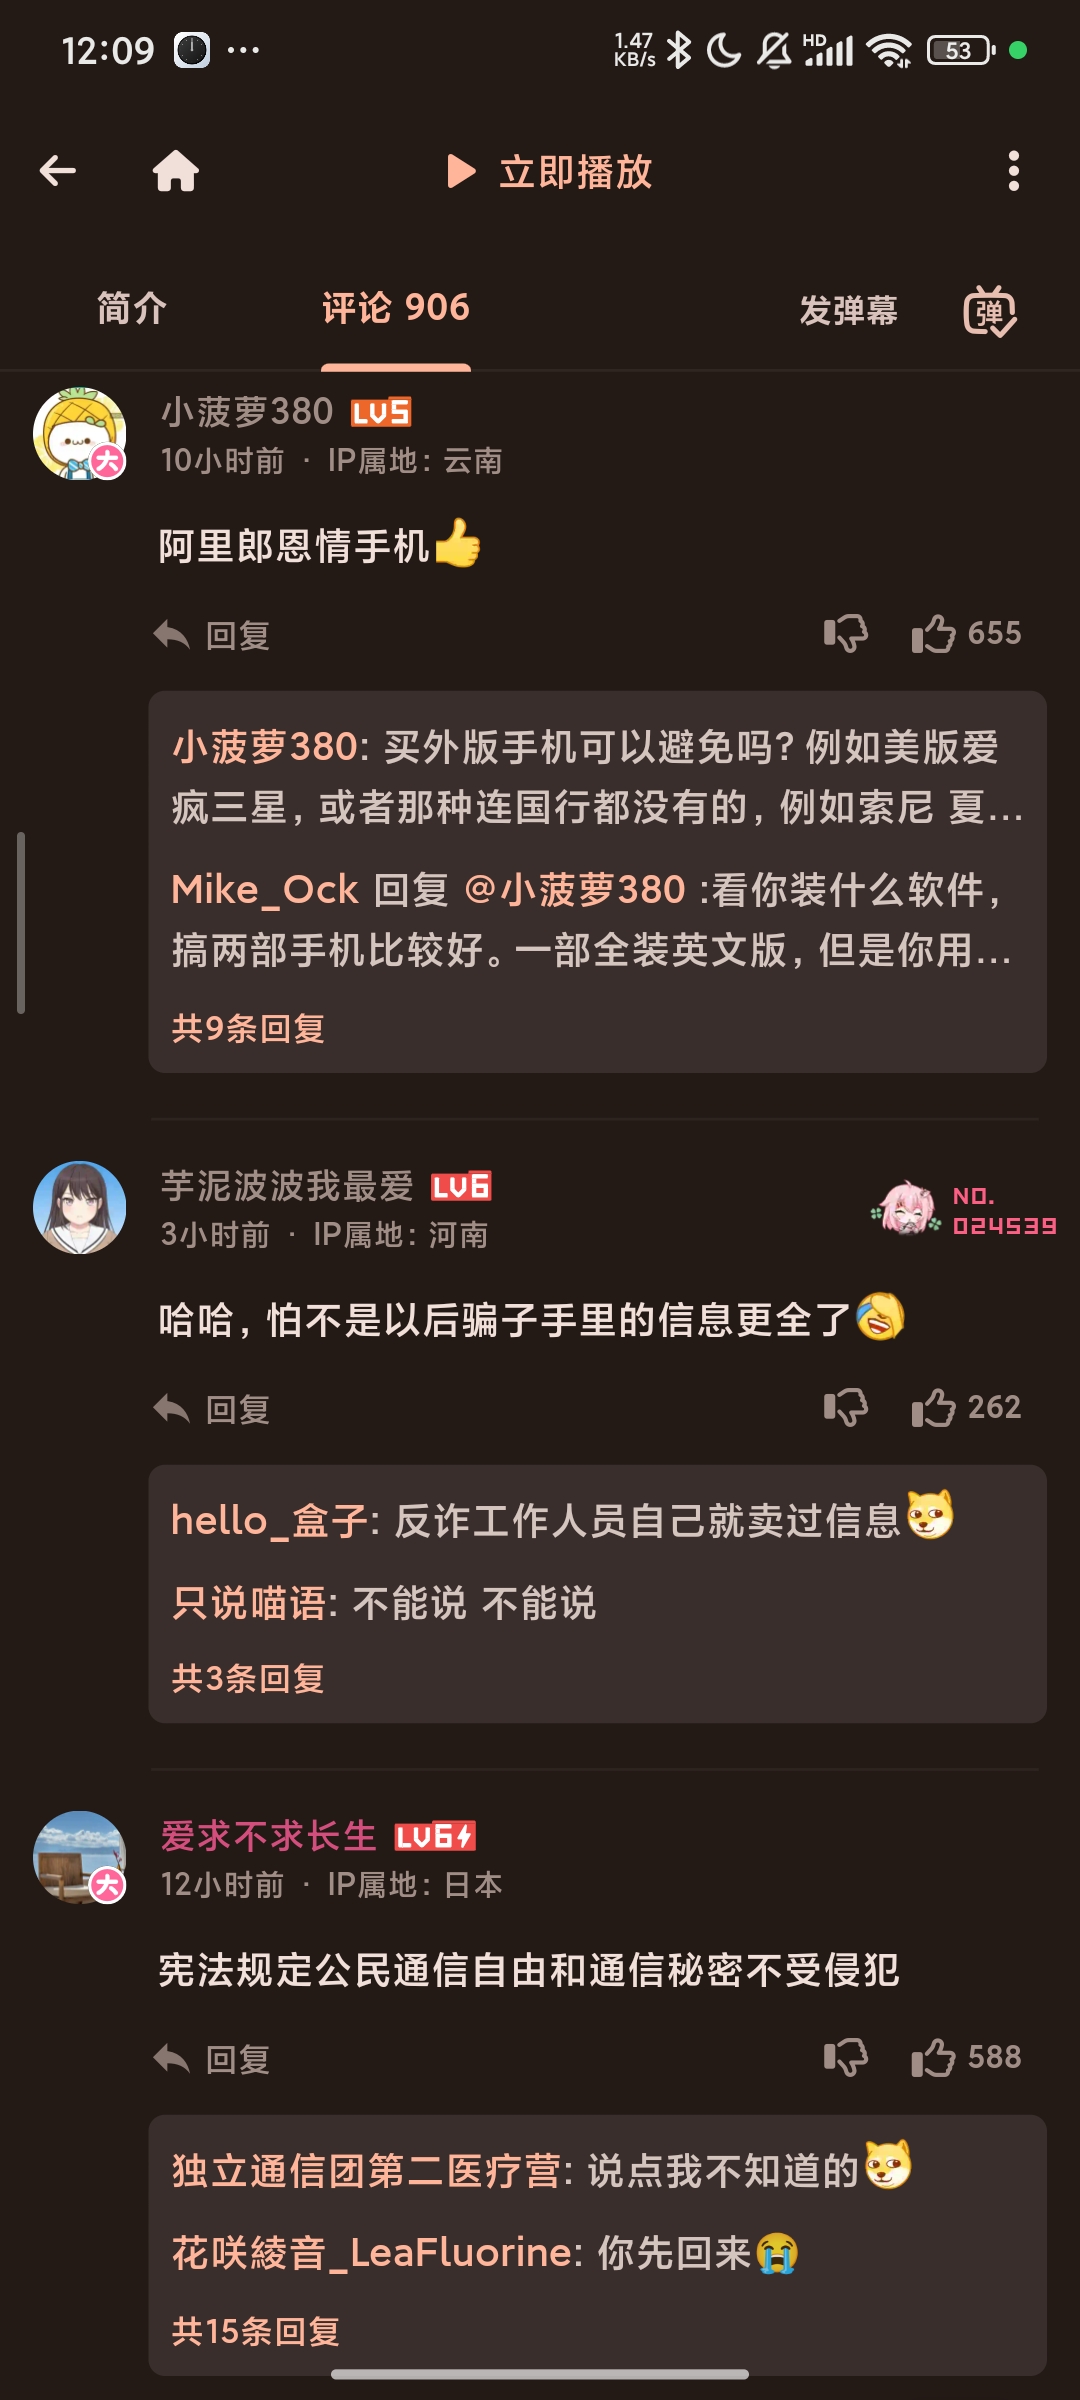 12:09 ··· 1.47 KB/s HD 53
立即播放
简介 评论 906 发弹幕 弹
小菠萝380 LV5
大
10小时前 · IP属地：云南
阿里郎恩情手机👍
回复 655
小菠萝380: 买外版手机可以避免吗? 例如美版爱
疯三星，或者那种连国行都没有的，例如索尼 夏...
Mike_Ock 回复 @小菠萝380 :看你装什么软件，
搞两部手机比较好。一部全装英文版，但是你用...
共9条回复
芋泥波波我最爱 LV6
NO.
024539
3小时前 · IP属地：河南
哈哈，怕不是以后骗子手里的信息更全了
回复 262
hello_盒子: 反诈工作人员自己就卖过信息
只说喵语: 不能说 不能说
共3条回复
爱求不求长生 LV6
大
12小时前 · IP属地：日本
宪法规定公民通信自由和通信秘密不受侵犯
回复 588
独立通信团第二医疗营: 说点我不知道的
花咲綾音_LeaFluorine: 你先回来😭
共15条回复